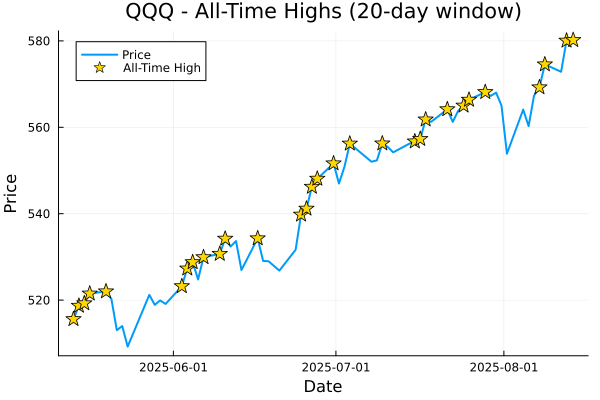 QQQ - All-Time Highs (20-day window)
Price
All-Time High
580
560
540
520
Price
2025-06-01
2025-07-01
2025-08-01
Date